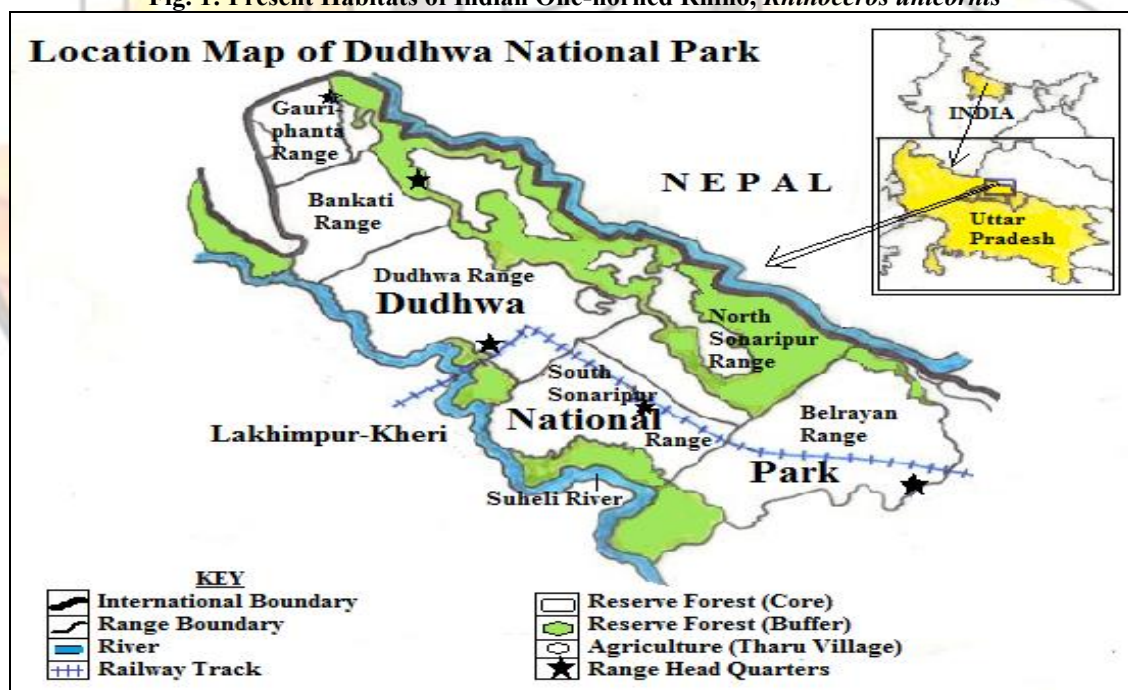 Fig. 1: Present Habitats of Indian One-horned Rhino, Rhinoceros unicornis
Location Map of Dudhwa National Park
INDIA
Uttar
Pradesh
NEPAL
Gauri-
phanta
Range
Bankati
Range
Dudhwa Range
Dudhwa
North
Sonaripur
Range
South
Sonaripur
Range
National
Belrayan
Range
Park
Lakhimpur-Kheri
Suheli River
KEY
International Boundary
Range Boundary
River
Railway Track
Reserve Forest (Core)
Reserve Forest (Buffer)
Agriculture (Tharu Village)
Range Head Quarters